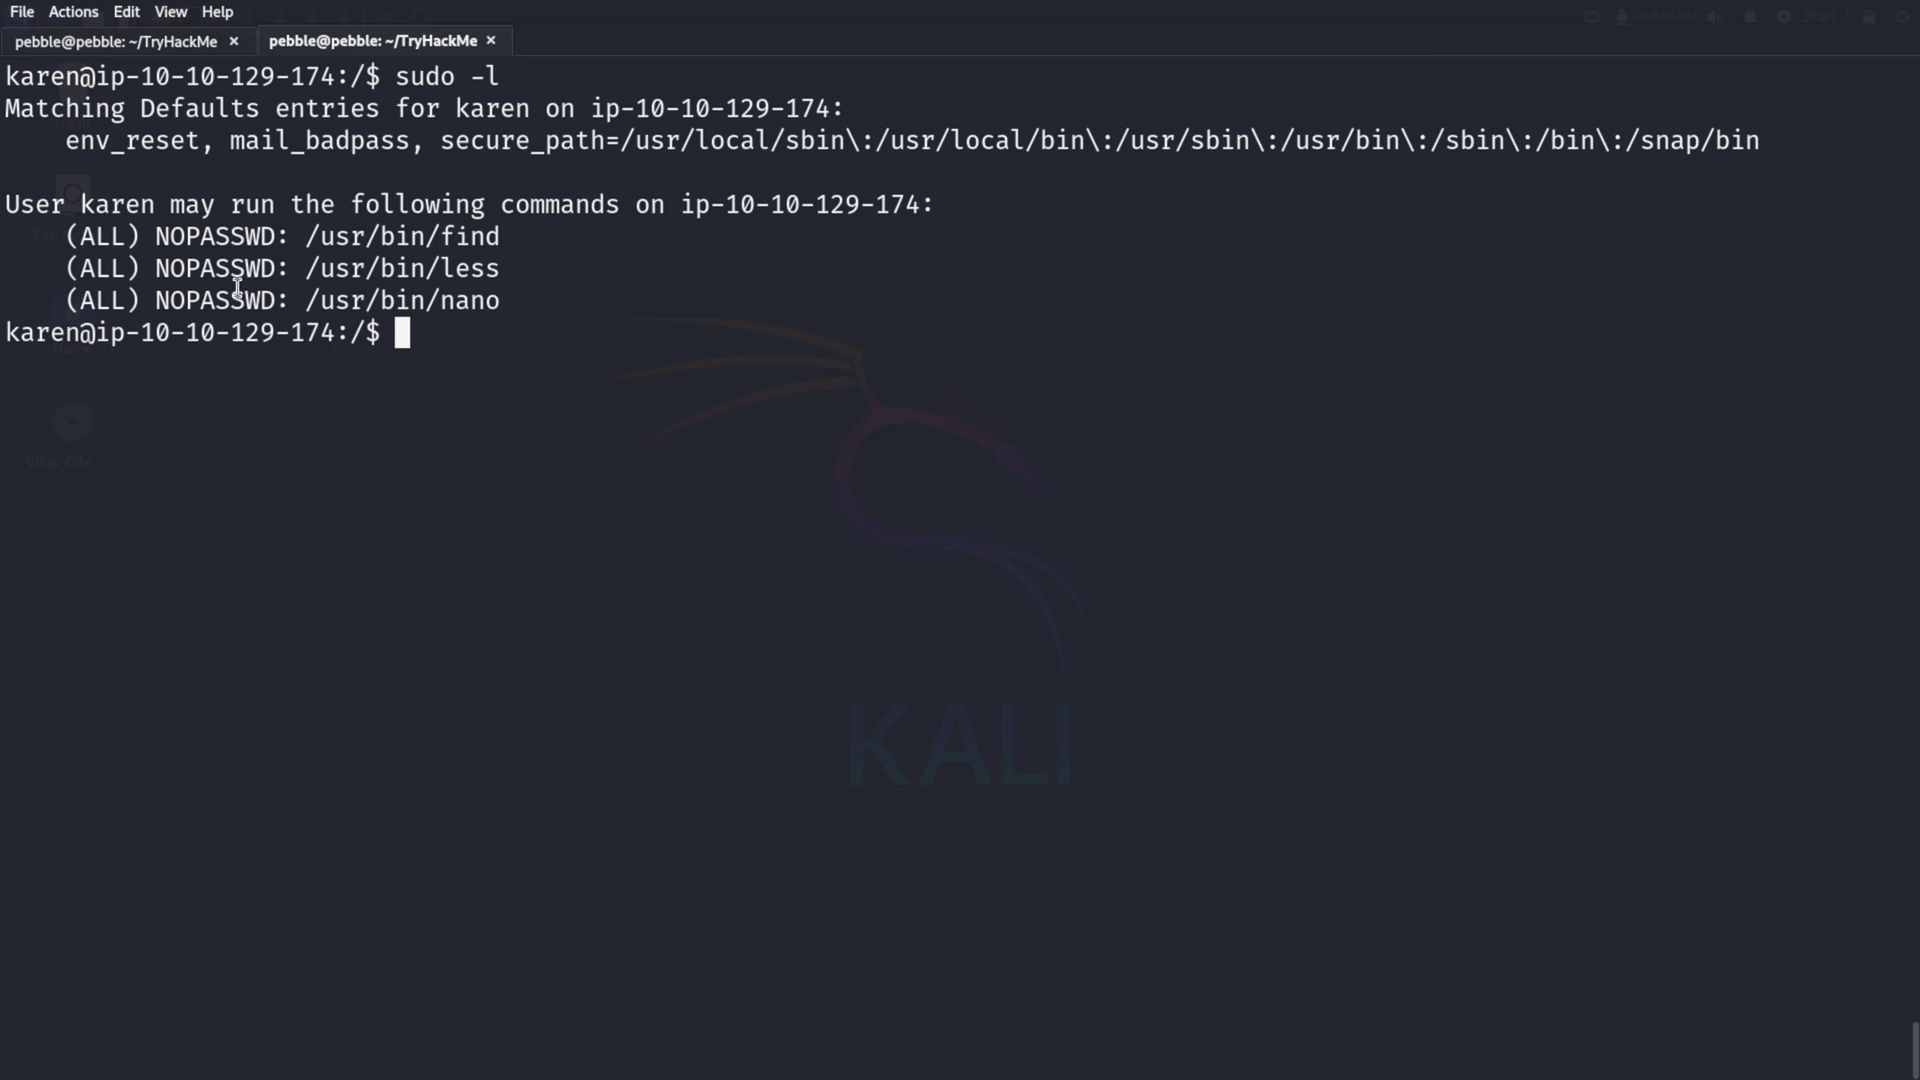 File Actions Edit View Help
pebble@pebble: ~/TryHackMe × pebble@pebble: ~/TryHackMe ×
karen@ip-10-10-129-174:/$ sudo -l
Matching Defaults entries for karen on ip-10-10-129-174:
env_reset, mail_badpass, secure_path=/usr/local/sbin\:/usr/local/bin\:/usr/sbin\:/usr/bin\:/sbin\:/bin\:/snap/bin
User karen may run the following commands on ip-10-10-129-174:
(ALL) NOPASSWD: /usr/bin/find
(ALL) NOPASSWD: /usr/bin/less
(ALL) NOPASSWD: /usr/bin/nano
karen@ip-10-10-129-174:/$
KALI